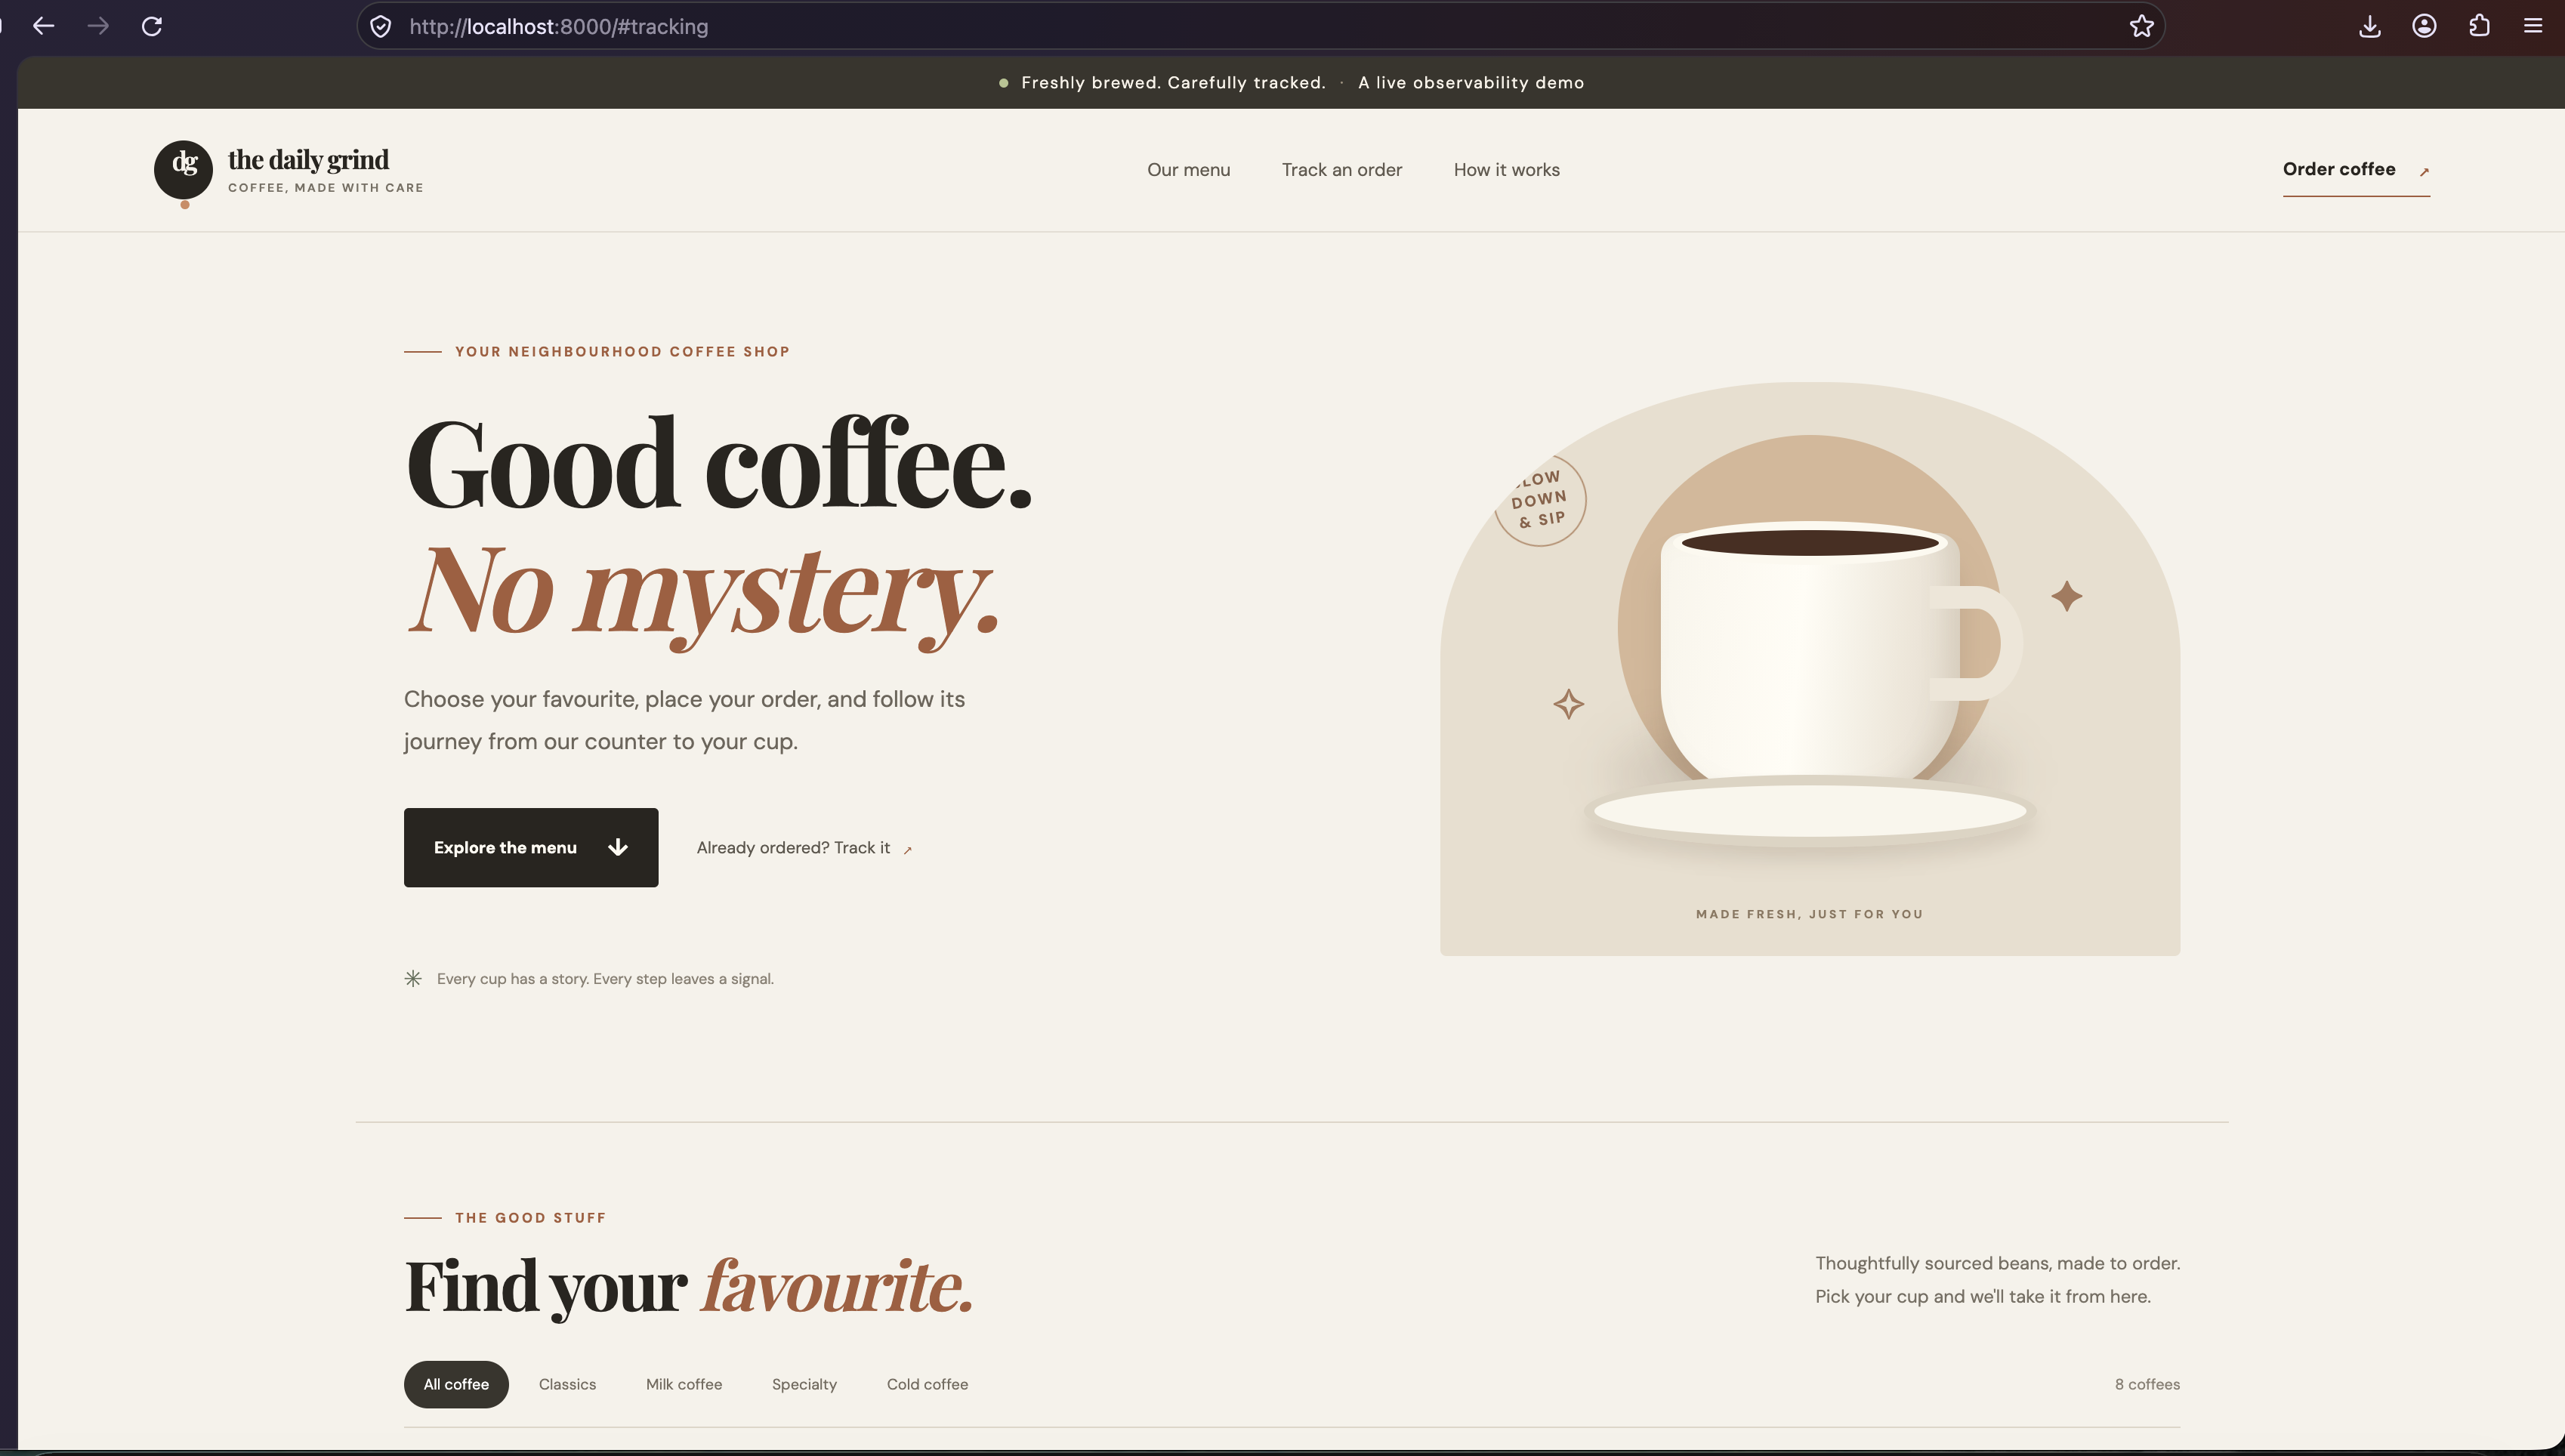 http://localhost:8000/#tracking
Freshly brewed. Carefully tracked. · A live observability demo
dg
the daily grind
COFFEE, MADE WITH CARE
Our menu
Track an order
How it works
Order coffee ↗
YOUR NEIGHBOURHOOD COFFEE SHOP
Good coffee.
No mystery.
Choose your favourite, place your order, and follow its
journey from our counter to your cup.
Explore the menu ↓
Already ordered? Track it ↗
Every cup has a story. Every step leaves a signal.
DOWN
& SIP
MADE FRESH, JUST FOR YOU
THE GOOD STUFF
Find your favourite.
Thoughtfully sourced beans, made to order.
Pick your cup and we'll take it from here.
All coffee
Classics
Milk coffee
Specialty
Cold coffee
8 coffees